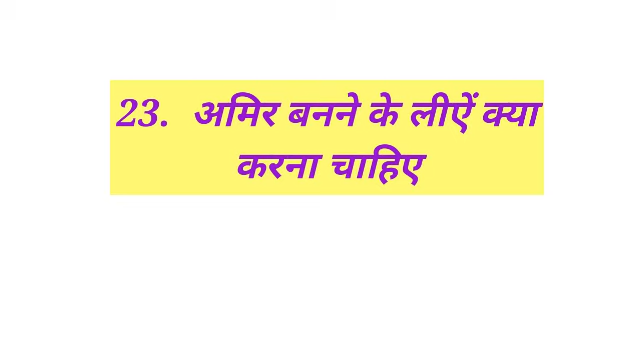 23. अमिर बनने के लीऐं क्या
करना चाहिए